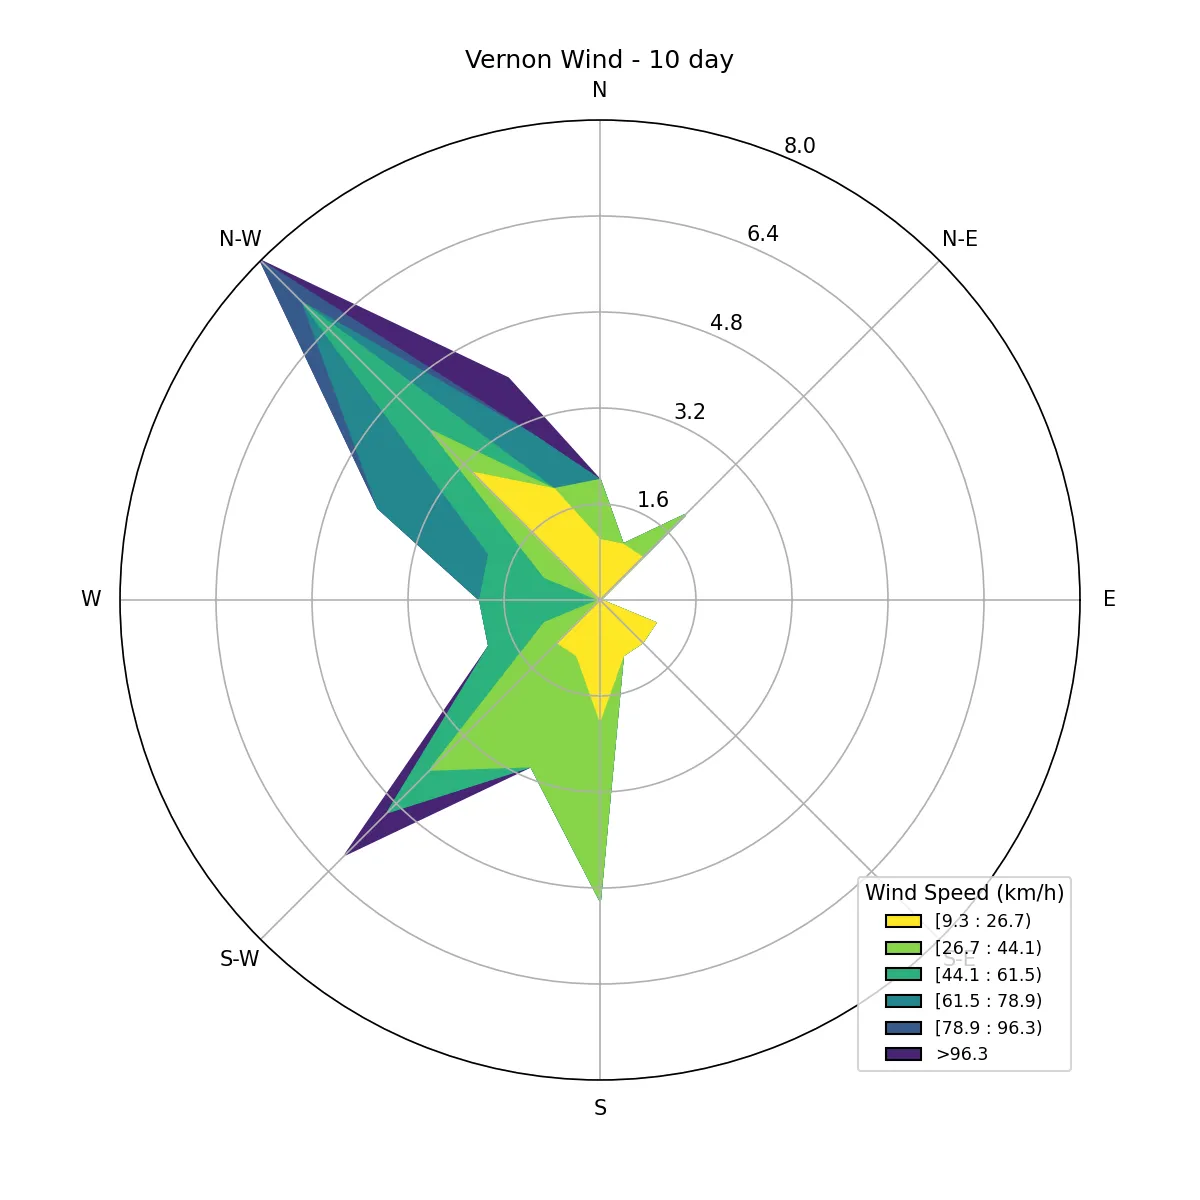 Vernon Wind - 10 day
N
8.0
N-W
N-E
6.4
4.8
3.2
1.6
W
E
S-W
S-E
Wind Speed (km/h)
[9.3 : 26.7)
[26.7 : 44.1)
[44.1 : 61.5)
[61.5 : 78.9)
[78.9 : 96.3)
>96.3
S